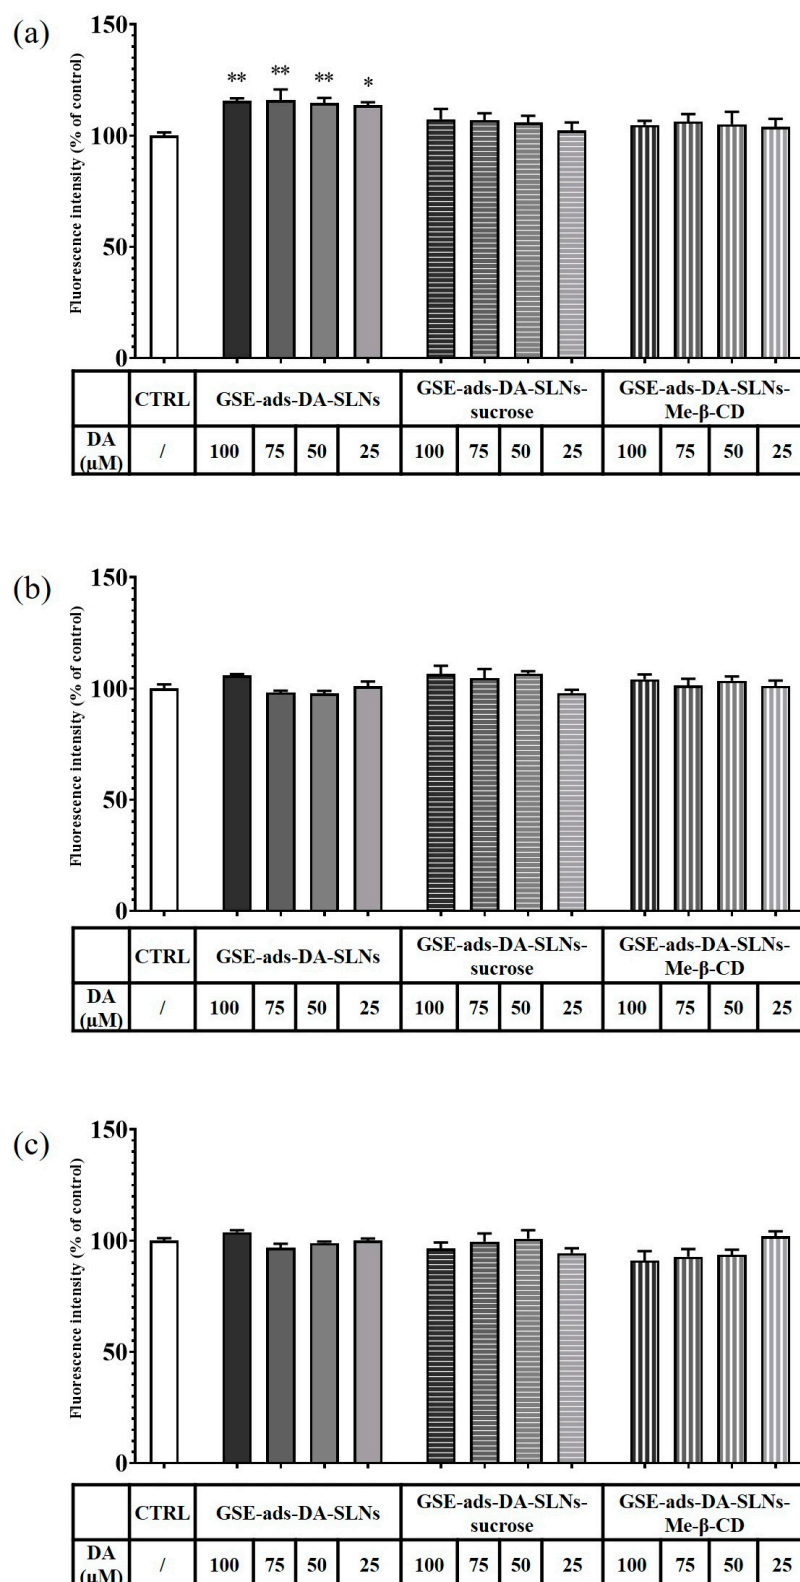 (a)
Fluorescence intensity (% of control)
150
100
50
0
** ** ** *
CTRL GSE-ads-DA-SLNs GSE-ads-DA-SLNs- GSE-ads-DA-SLNs-
sucrose Me-β-CD
DA
(µM) / 100 75 50 25 100 75 50 25 100 75 50 25
(b)
Fluorescence intensity (% of control)
150
100
50
0
CTRL GSE-ads-DA-SLNs GSE-ads-DA-SLNs- GSE-ads-DA-SLNs-
sucrose Me-β-CD
DA
(µM) / 100 75 50 25 100 75 50 25 100 75 50 25
(c)
Fluorescence intensity (% of control)
150
100
50
0
CTRL GSE-ads-DA-SLNs GSE-ads-DA-SLNs- GSE-ads-DA-SLNs-
sucrose Me-β-CD
DA
(µM) / 100 75 50 25 100 75 50 25 100 75 50 25